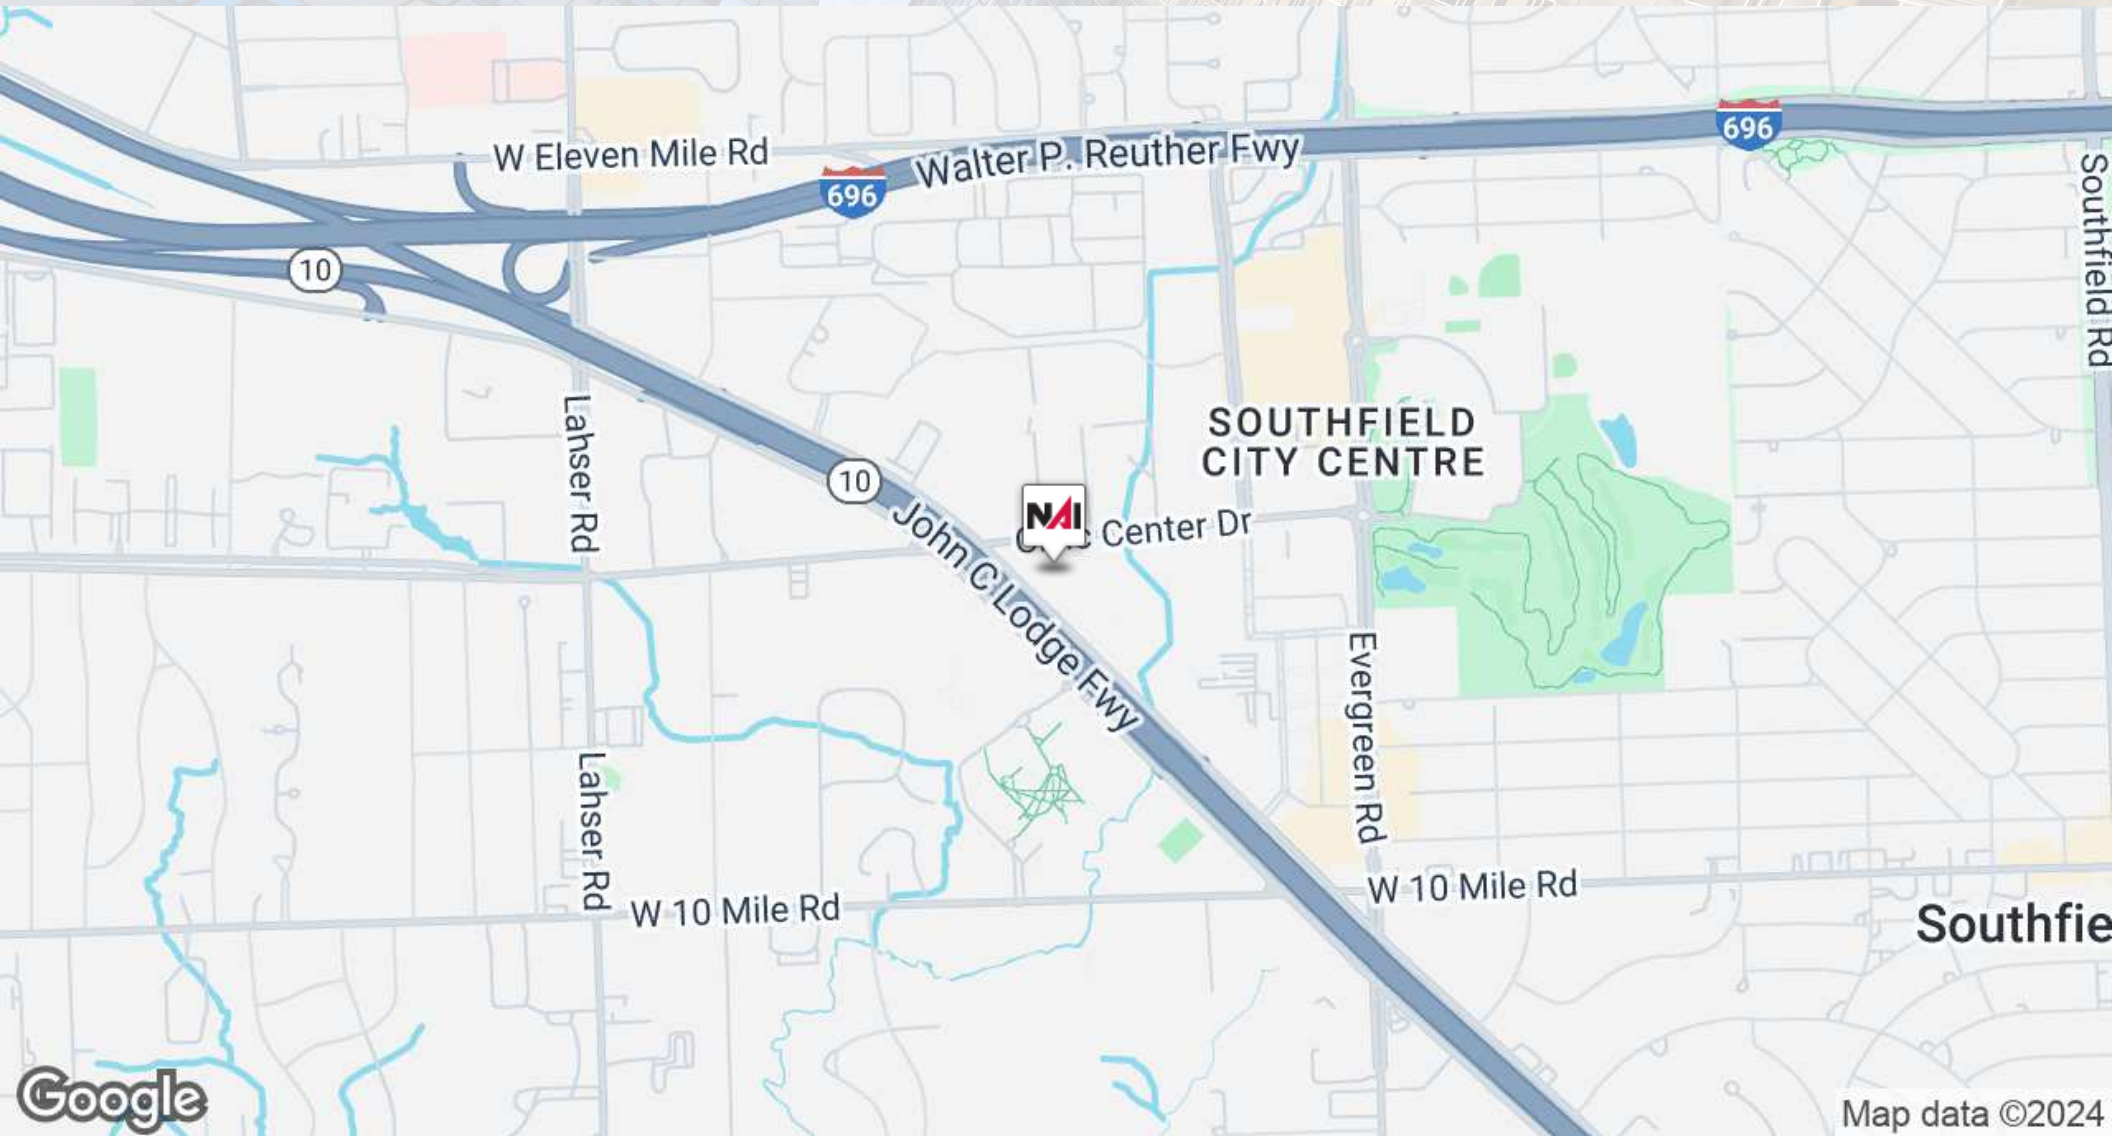 W Eleven Mile Rd
696
Walter P. Reuther Fwy
696
Southfield Rd
10
Lahser Rd
SOUTHFIELD
CITY CENTRE
10
NAI
Center Dr
John C Lodge Fwy
Evergreen Rd
Lahser Rd
W 10 Mile Rd
W 10 Mile Rd
Southfie
Google
Map data ©2024